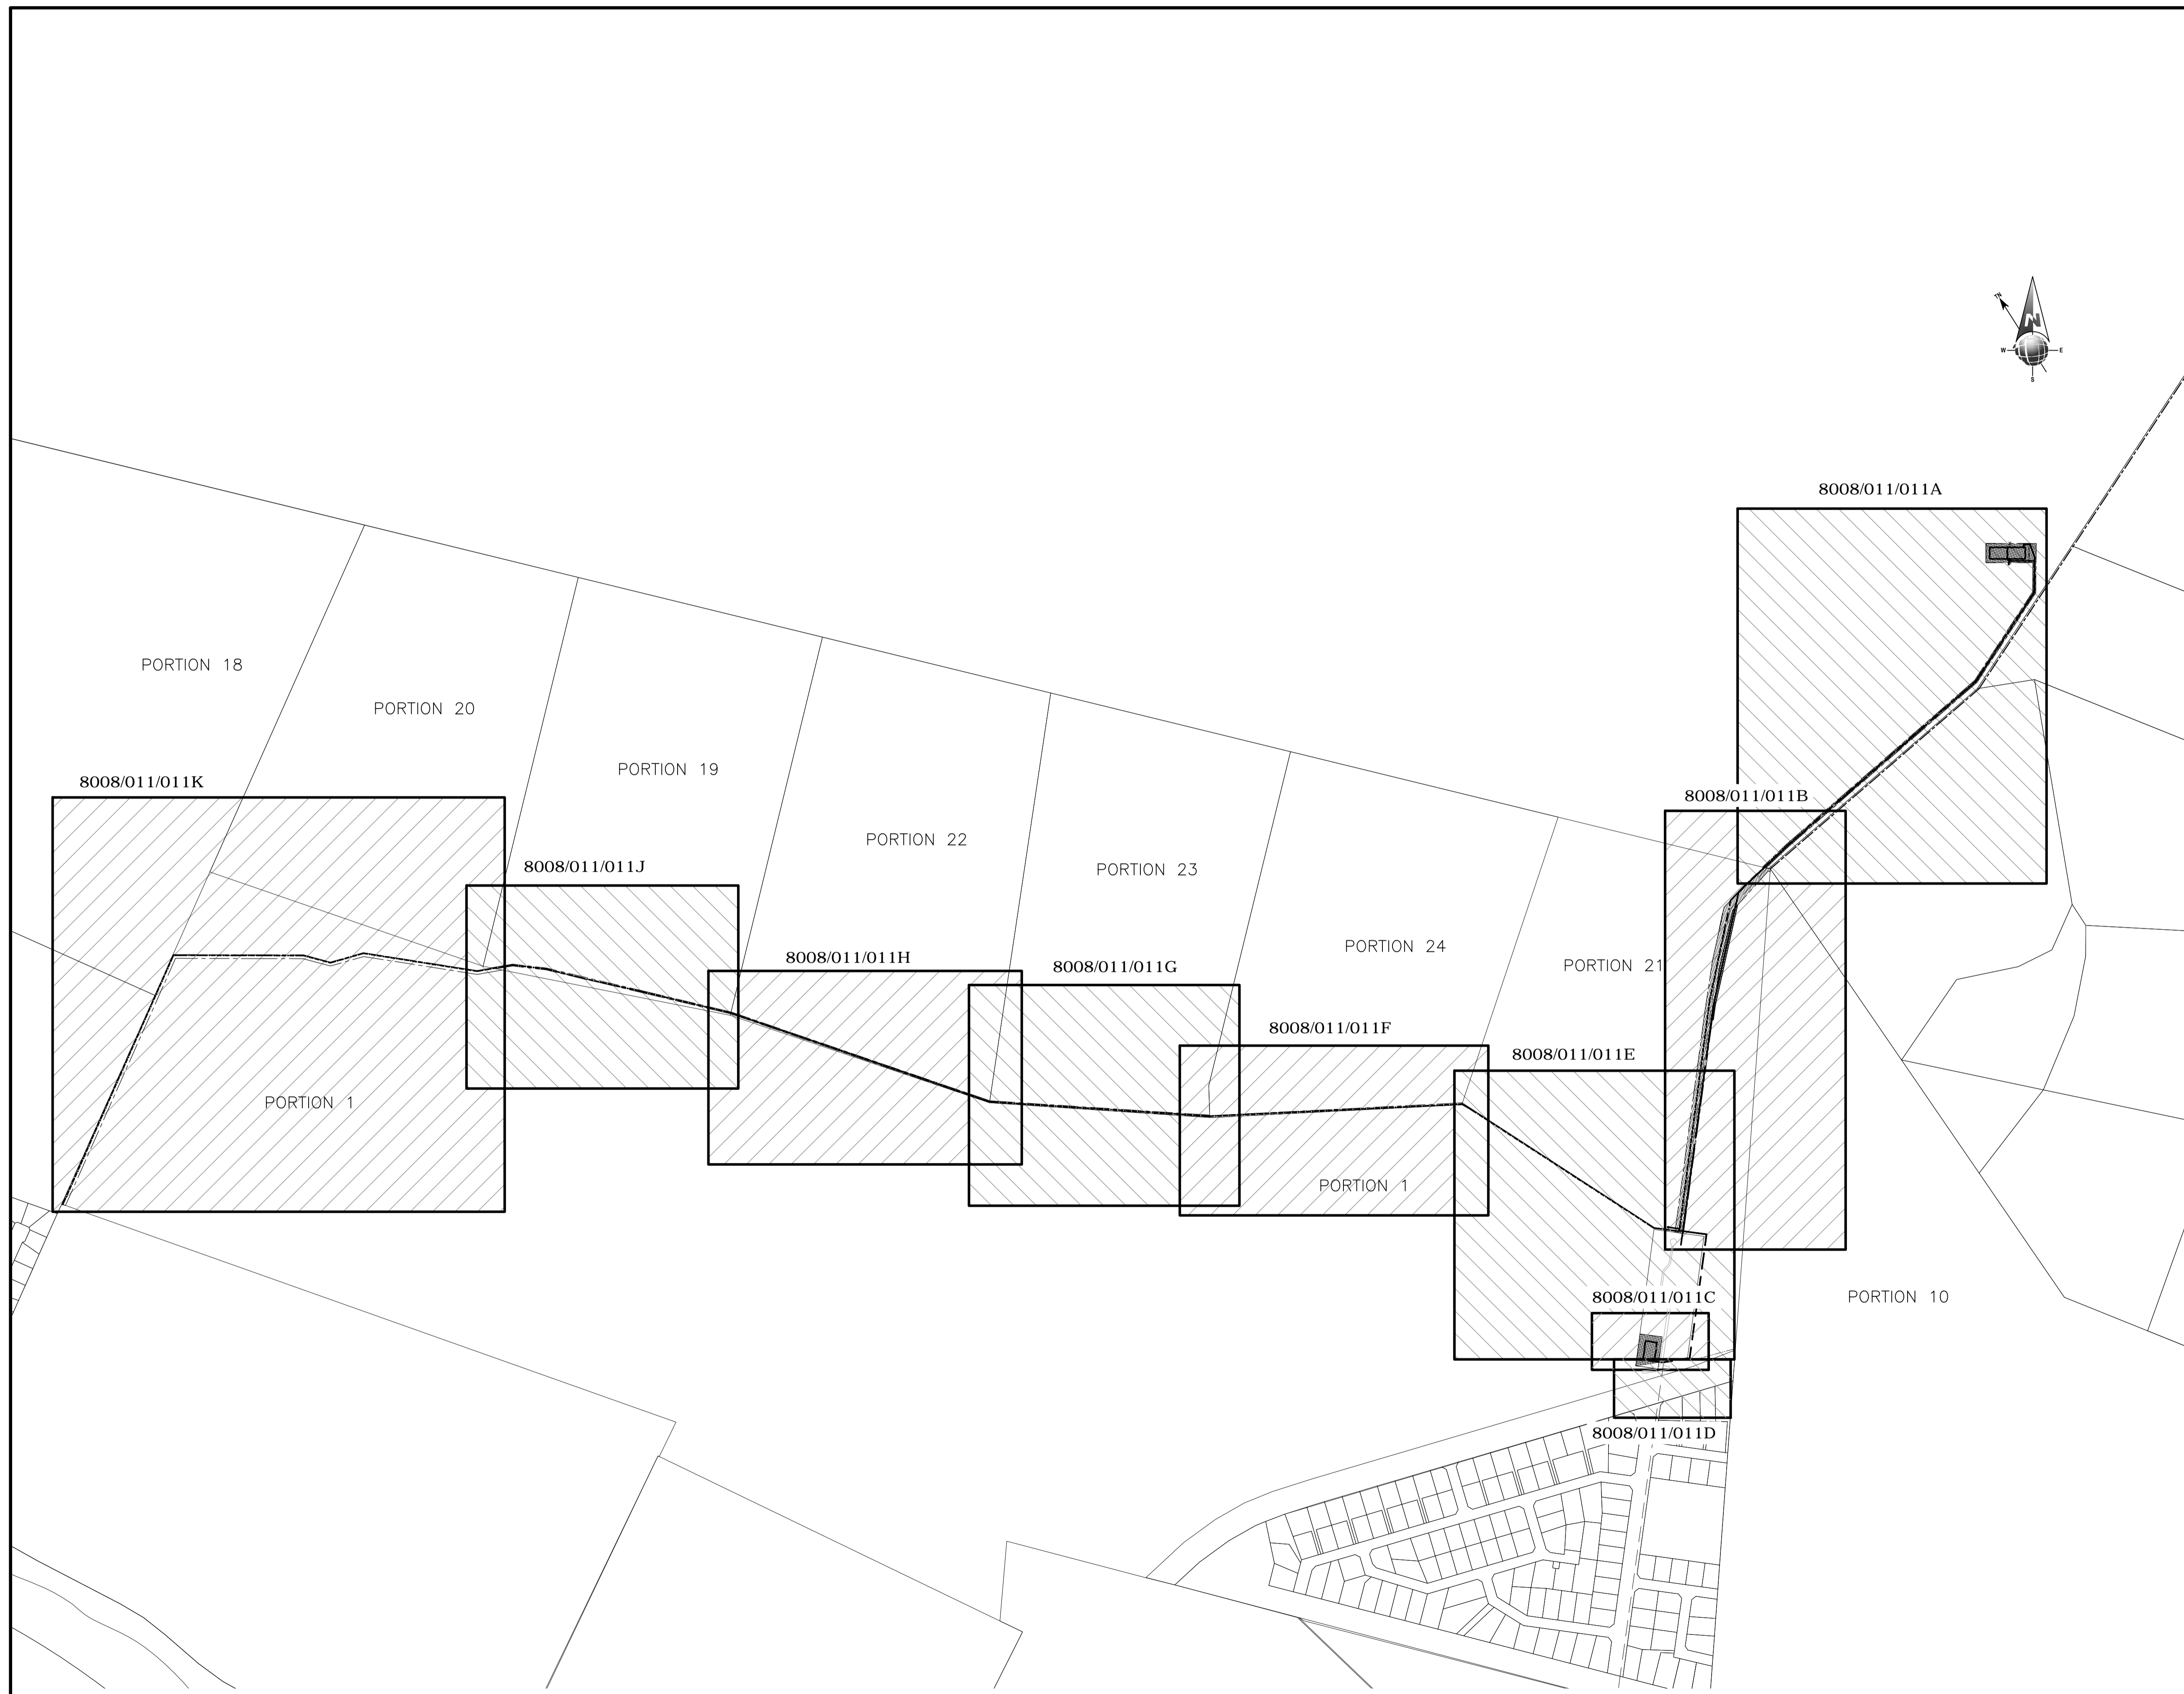 TN
N
W
E
S
8008/011/011A
PORTION 18
PORTION 20
PORTION 19
8008/011/011K
8008/011/011B
PORTION 22
8008/011/011J
PORTION 23
PORTION 24
8008/011/011H
8008/011/011G
PORTION 21
8008/011/011F
8008/011/011E
PORTION 1
PORTION 1
8008/011/011C
PORTION 10
8008/011/011D